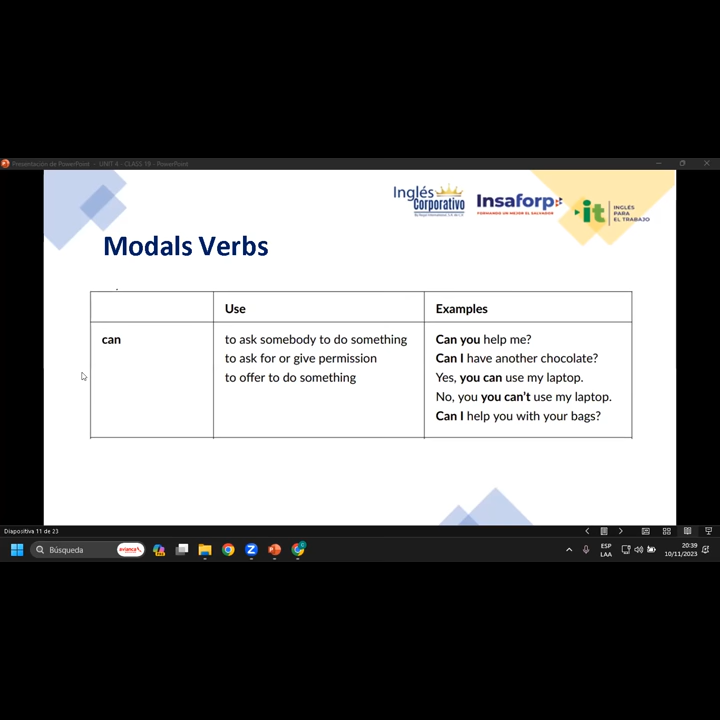 Presentación de PowerPoint - UNIT 4 - CLASS 19 - PowerPoint
Inglés
Corporativo
Insaforp
FORMANDO UN MEJOR EL SALVADOR
it
INGLÉS
PARA
EL TRABAJO
Modals Verbs
Use
Examples
can
to ask somebody to do something
to ask for or give permission
to offer to do something
Can you help me?
Can I have another chocolate?
Yes, you can use my laptop.
No, you you can't use my laptop.
Can I help you with your bags?
Diapositiva 11 de 23
Búsqueda
avianca
ESP
LAA
20:39
10/11/2023